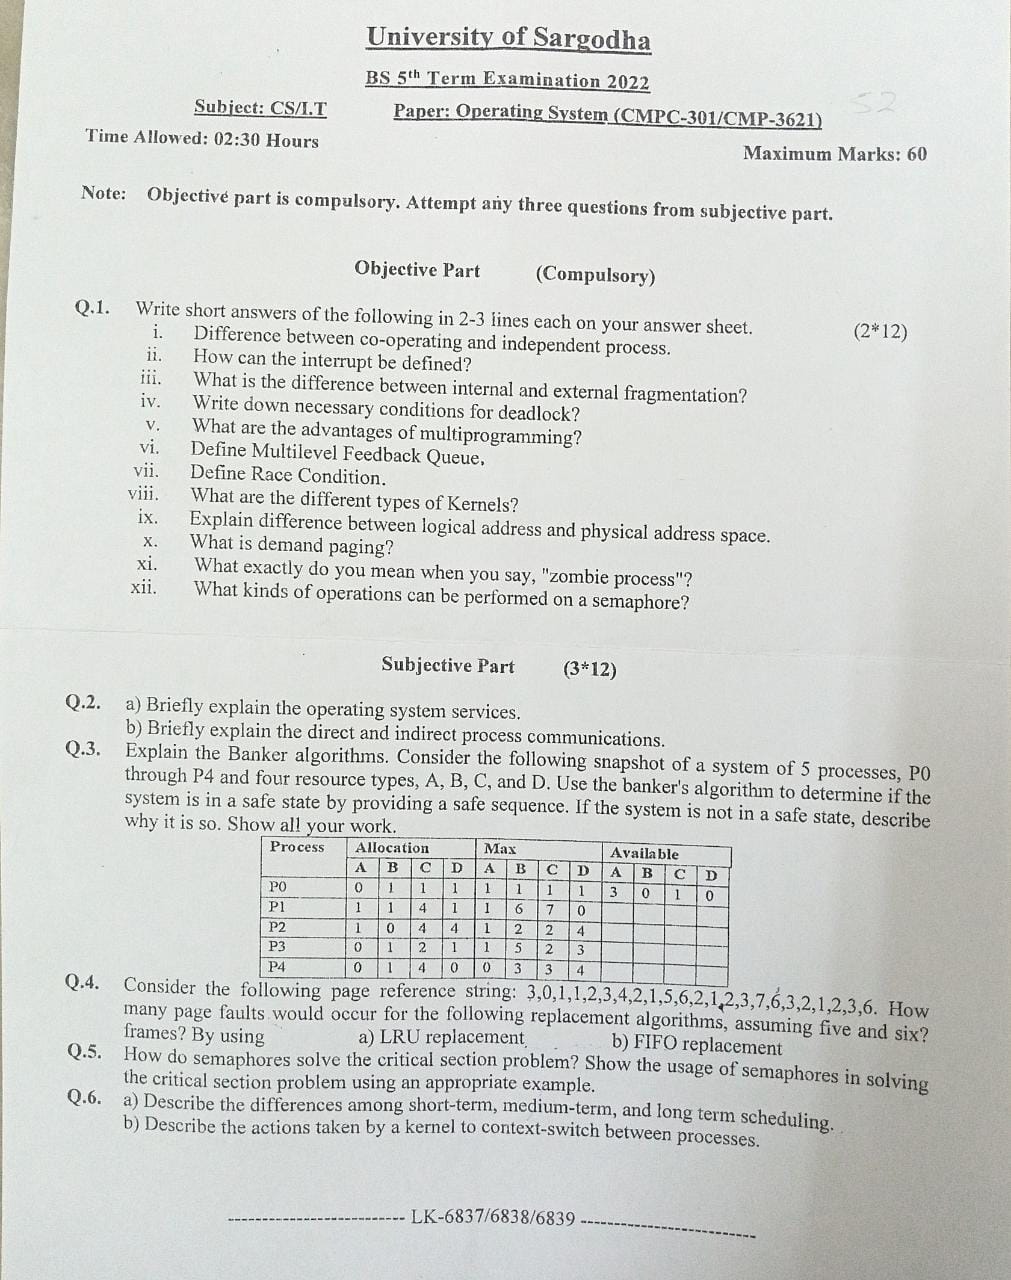 University of Sargodha
BS 5th Term Examination 2022
52
Subject: CS/I.T Paper: Operating System (CMPC-301/CMP-3621)
Time Allowed: 02:30 Hours
Maximum Marks: 60
Note: Objective part is compulsory. Attempt any three questions from subjective part.
Objective Part (Compulsory)
Q.1. Write short answers of the following in 2-3 lines each on your answer sheet. (2*12)
i. Difference between co-operating and independent process.
ii. How can the interrupt be defined?
iii. What is the difference between internal and external fragmentation?
iv. Write down necessary conditions for deadlock?
v. What are the advantages of multiprogramming?
vi. Define Multilevel Feedback Queue.
vii. Define Race Condition.
viii. What are the different types of Kernels?
ix. Explain difference between logical address and physical address space.
x. What is demand paging?
xi. What exactly do you mean when you say, "zombie process"?
xii. What kinds of operations can be performed on a semaphore?
Subjective Part (3*12)
Q.2. a) Briefly explain the operating system services.
b) Briefly explain the direct and indirect process communications.
Q.3. Explain the Banker algorithms. Consider the following snapshot of a system of 5 processes, P0
through P4 and four resource types, A, B, C, and D. Use the banker's algorithm to determine if the
system is in a safe state by providing a safe sequence. If the system is not in a safe state, describe
why it is so. Show all your work.
Process Allocation Max Available
A B C D A B C D A B C D
P0 0 1 1 1 1 1 1 1 3 0 1 0
P1 1 1 4 1 1 6 7 0
P2 1 0 4 4 1 2 2 4
P3 0 1 2 1 1 5 2 3
P4 0 1 4 0 0 3 3 4
Q.4. Consider the following page reference string: 3,0,1,1,2,3,4,2,1,5,6,2,1,2,3,7,6,3,2,1,2,3,6. How
many page faults would occur for the following replacement algorithms, assuming five and six?
frames? By using a) LRU replacement b) FIFO replacement
Q.5. How do semaphores solve the critical section problem? Show the usage of semaphores in solving
the critical section problem using an appropriate example.
Q.6. a) Describe the differences among short-term, medium-term, and long term scheduling.
b) Describe the actions taken by a kernel to context-switch between processes.
-------------------------- LK-6837/6838/6839 --------------------------